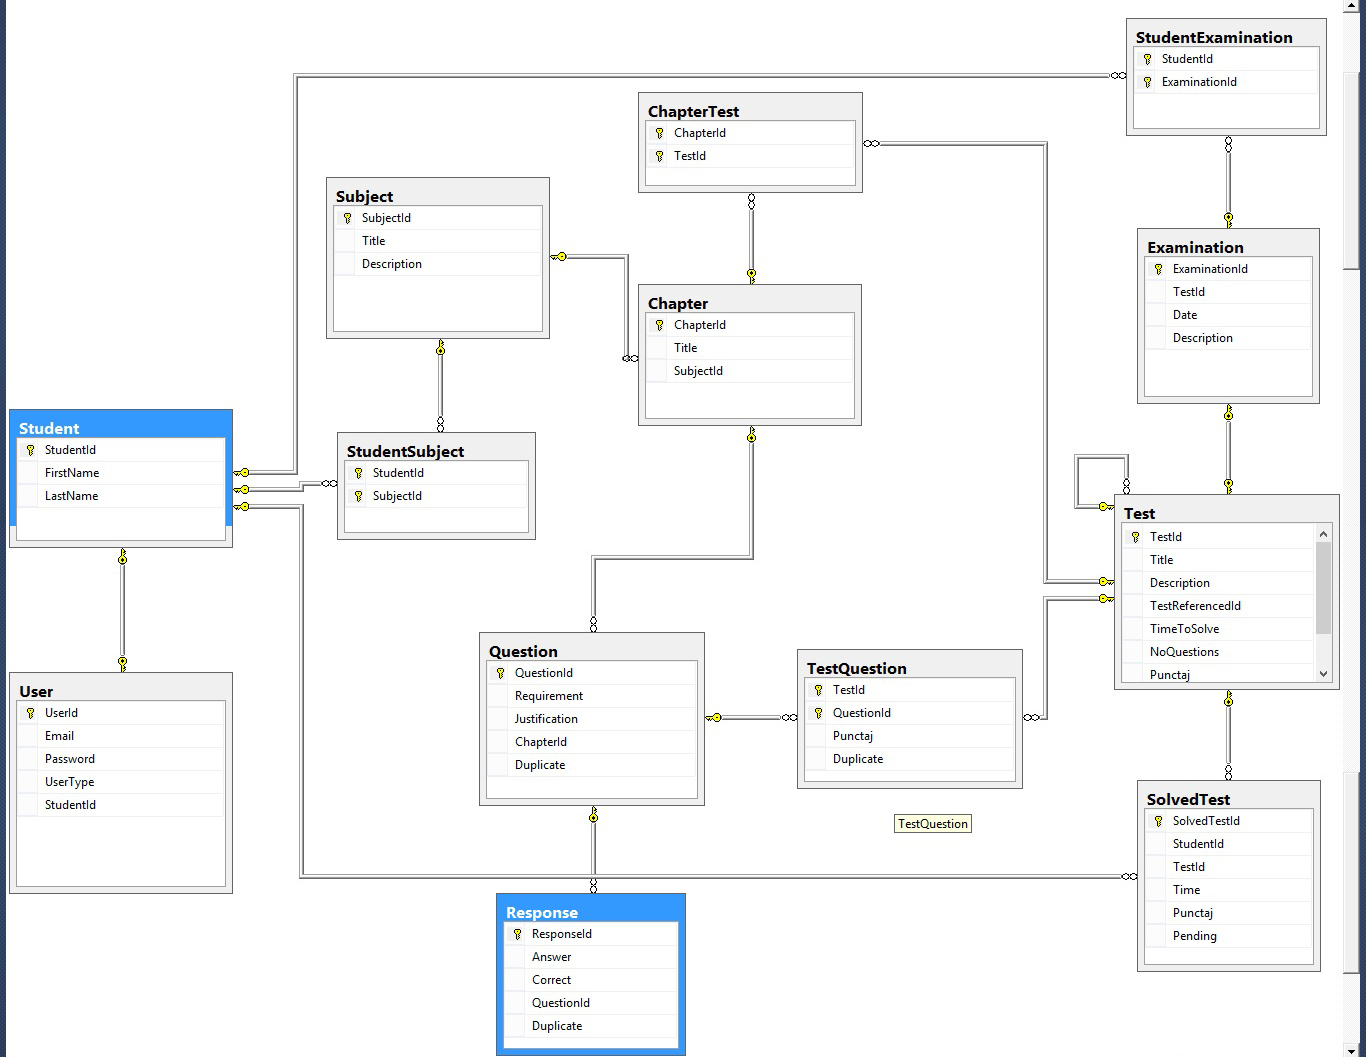 StudentExamination
StudentId
ExaminationId
ChapterTest
ChapterId
TestId
Subject
SubjectId
Title
Description
Examination
ExaminationId
TestId
Date
Description
Chapter
ChapterId
Title
SubjectId
Student
StudentId
FirstName
LastName
StudentSubject
StudentId
SubjectId
Test
TestId
Title
Description
TestReferencedId
TimeToSolve
NoQuestions
Punctaj
Question
QuestionId
Requirement
Justification
ChapterId
Duplicate
TestQuestion
TestId
QuestionId
Punctaj
Duplicate
User
UserId
Email
Password
UserType
StudentId
TestQuestion
SolvedTest
SolvedTestId
StudentId
TestId
Time
Punctaj
Pending
Response
ResponseId
Answer
Correct
QuestionId
Duplicate